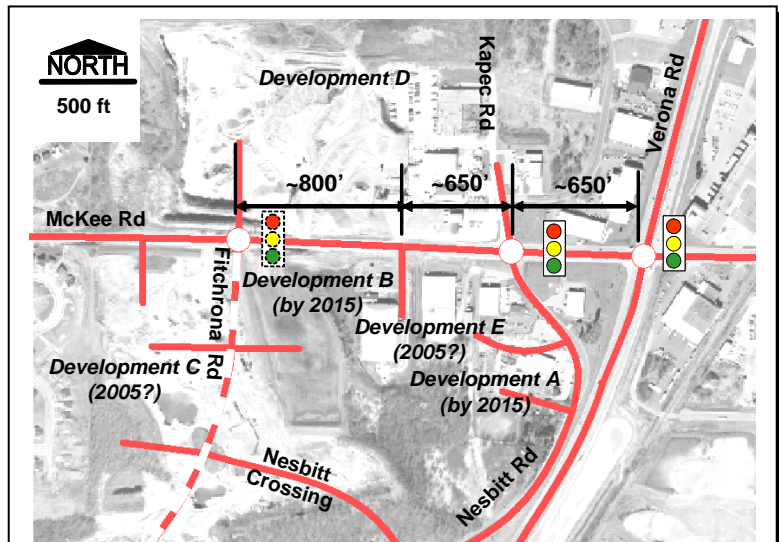 NORTH
500 ft
Development D
Kapec Rd
Verona Rd
~800’
~650’
~650’
McKee Rd
Fitchrona Rd
Development B
(by 2015)
Development E
(2005?)
Development C
(2005?)
Development A
(by 2015)
Nesbitt
Crossing
Nesbitt Rd